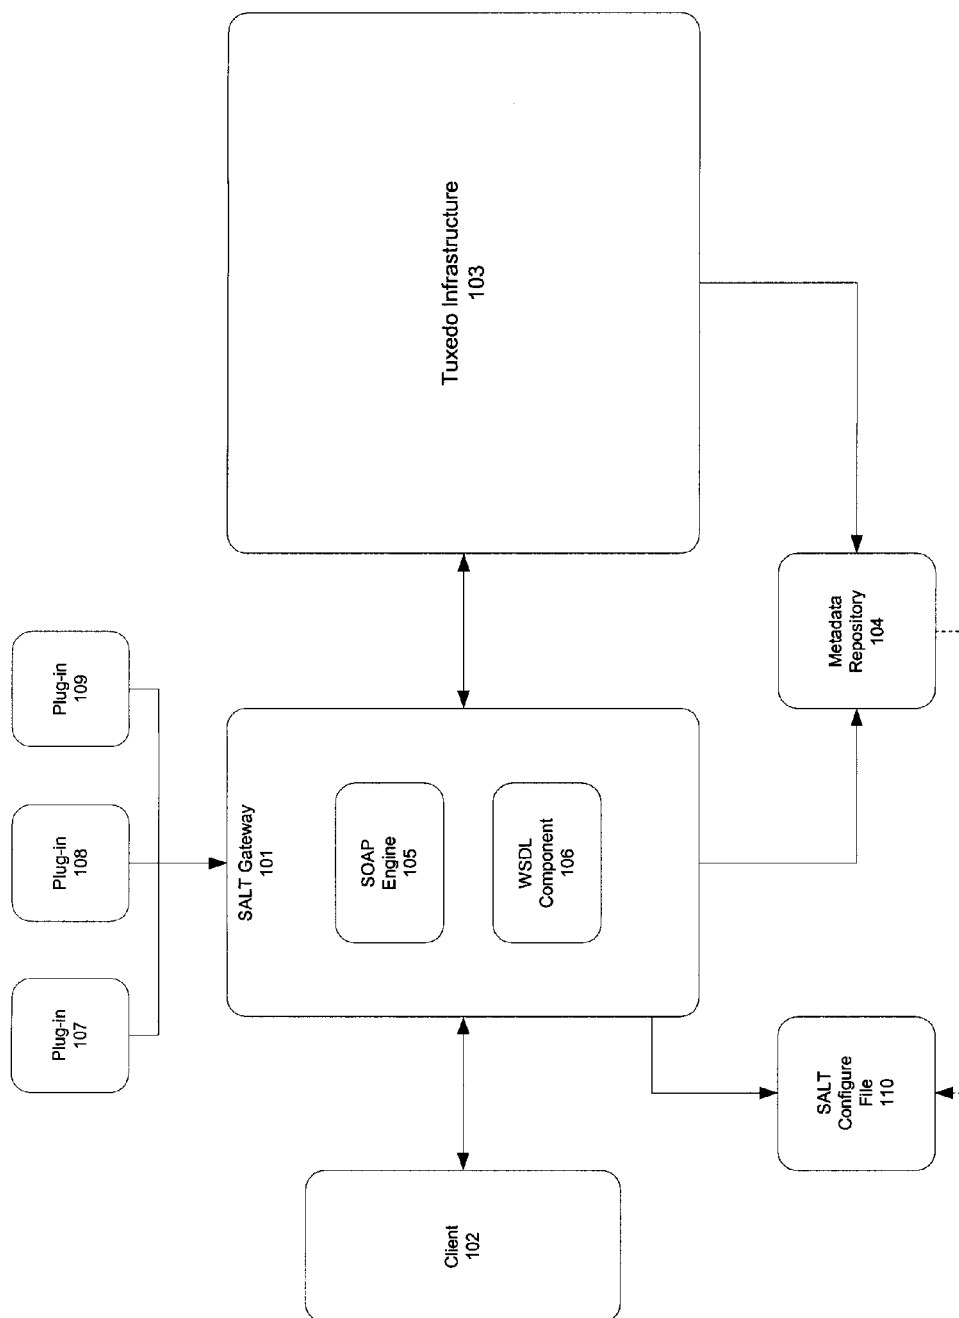 Plug-in
107
Plug-in
108
Plug-in
109
Client
102
SALT Gateway
101
SOAP
Engine
105
WSDL
Component
106
Tuxedo Infrastructure
103
SALT
Configure
File
110
Metadata
Repository
104